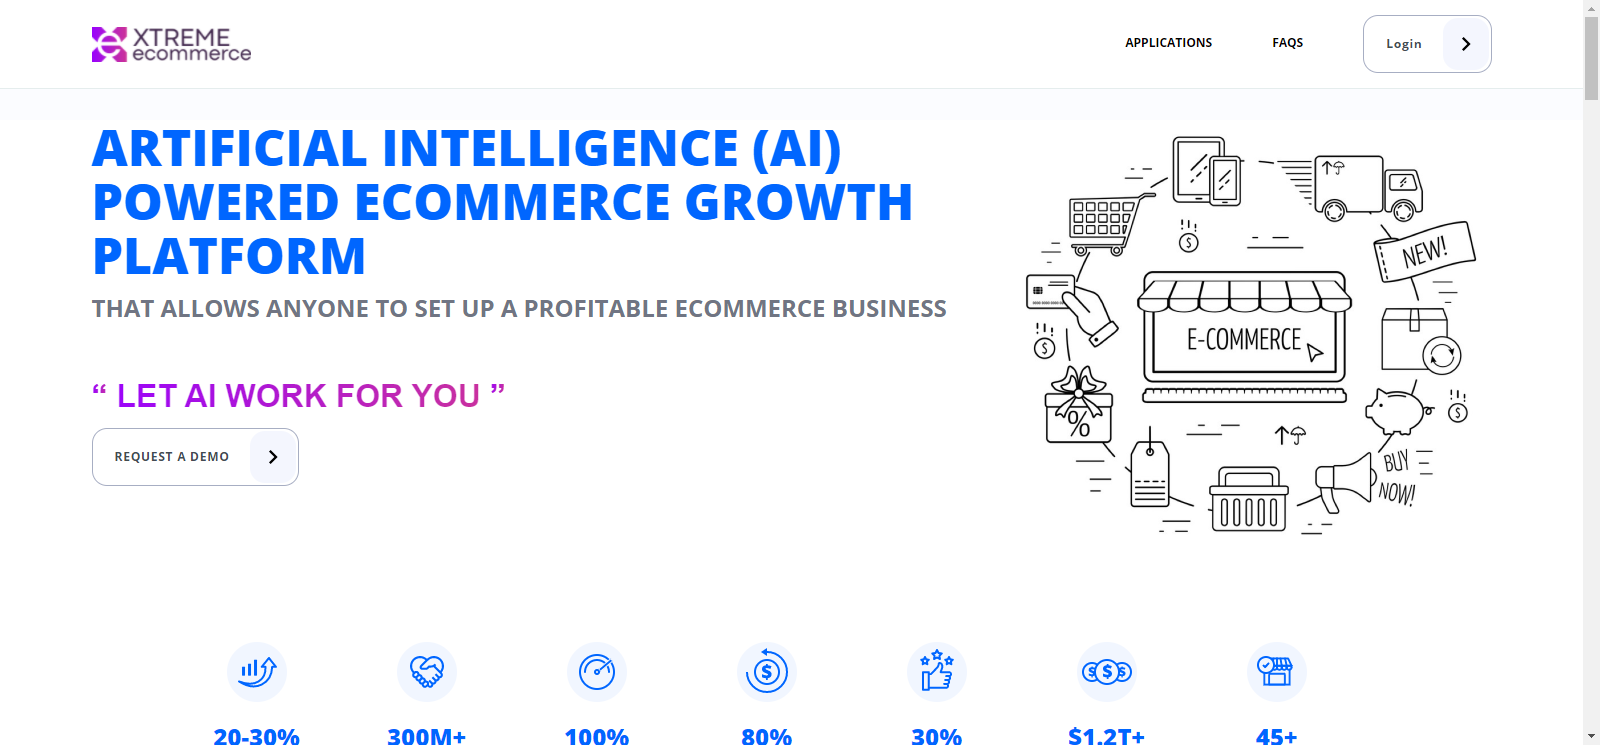 XTREME
ecommerce
APPLICATIONS
FAQS
Login
ARTIFICIAL INTELLIGENCE (AI)
POWERED ECOMMERCE GROWTH
PLATFORM
THAT ALLOWS ANYONE TO SET UP A PROFITABLE ECOMMERCE BUSINESS
“ LET AI WORK FOR YOU ”
REQUEST A DEMO
NEW!
$
E-COMMERCE
$
%
$
BUY
NOW!
20-30%
300M+
100%
80%
30%
$1.2T+
45+